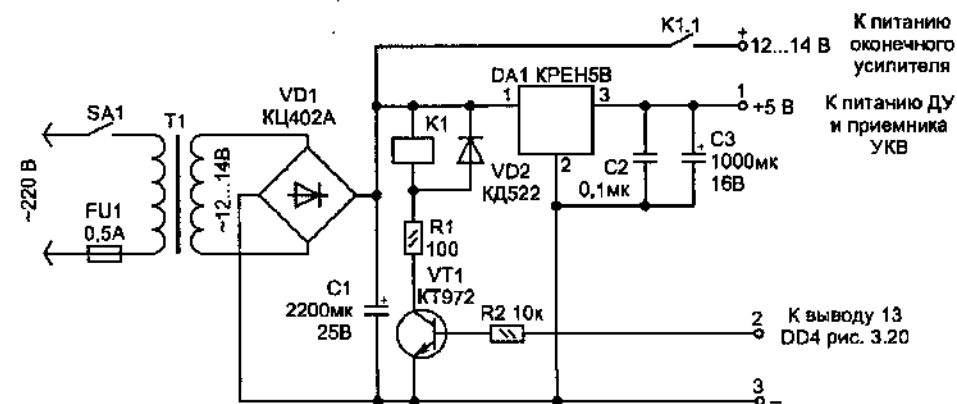 К1.1
+
12...14 В
К питанию
оконечного
усилителя
DA1 КРЕН5В
1
3
2
1
+5 В
К питанию ДУ
и приемника
УКВ
SA1
T1
VD1
КЦ402А
~220 В
~12...14В
FU1
0,5А
К1
VD2
КД522
C2
0,1мк
+
C3
1000мк
16В
R1
100
VT1
КТ972
C1
2200мк
25В
+
R2 10к
2
К выводу 13
DD4 рис. 3.20
3
–